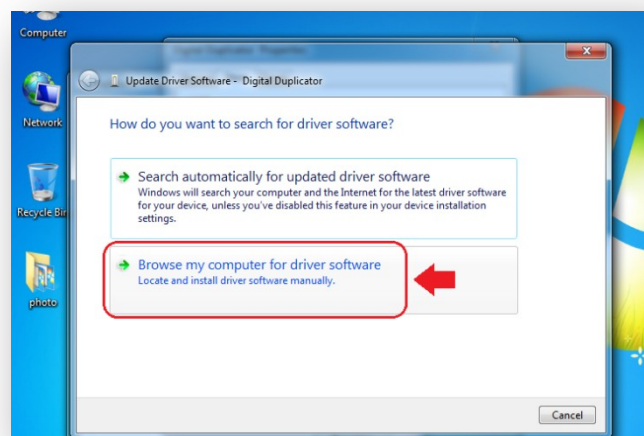 Computer
Digital Duplicator Properties
Update Driver Software - Digital Duplicator
Network
How do you want to search for driver software?
Search automatically for updated driver software
Windows will search your computer and the Internet for the latest driver software
for your device, unless you've disabled this feature in your device installation
settings.
Recycle Bin
Browse my computer for driver software
Locate and install driver software manually.
photo
Cancel